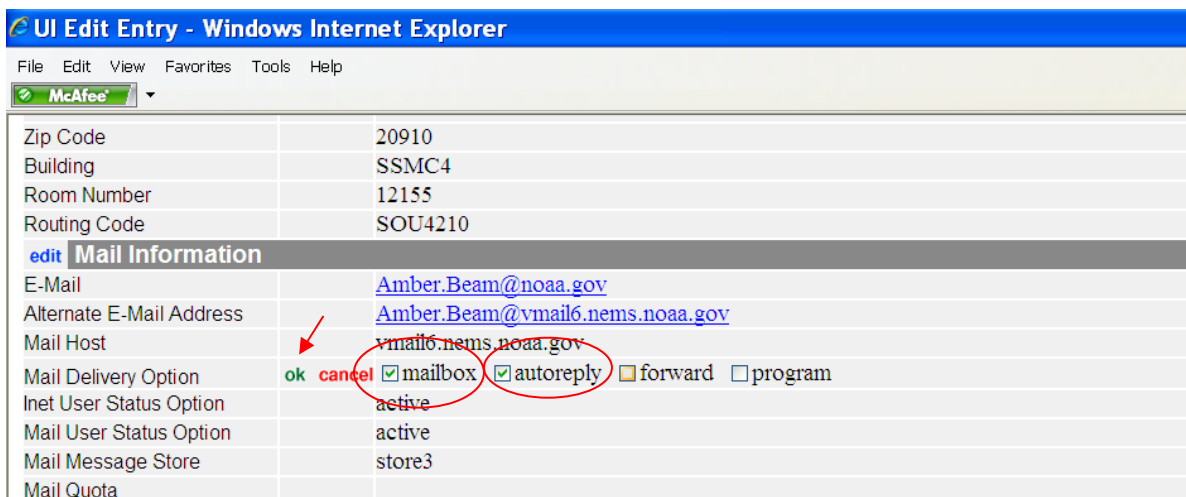 UI Edit Entry - Windows Internet Explorer
File Edit View Favorites Tools Help
McAfee
Zip Code 20910
Building SSMC4
Room Number 12155
Routing Code SOU4210
edit Mail Information
E-Mail Amber.Beam@noaa.gov
Alternate E-Mail Address Amber.Beam@vmail6.nems.noaa.gov
Mail Host vmail6.nems.noaa.gov
Mail Delivery Option ok cancel mailbox autoreply forward program
Inet User Status Option active
Mail User Status Option active
Mail Message Store store3
Mail Quota